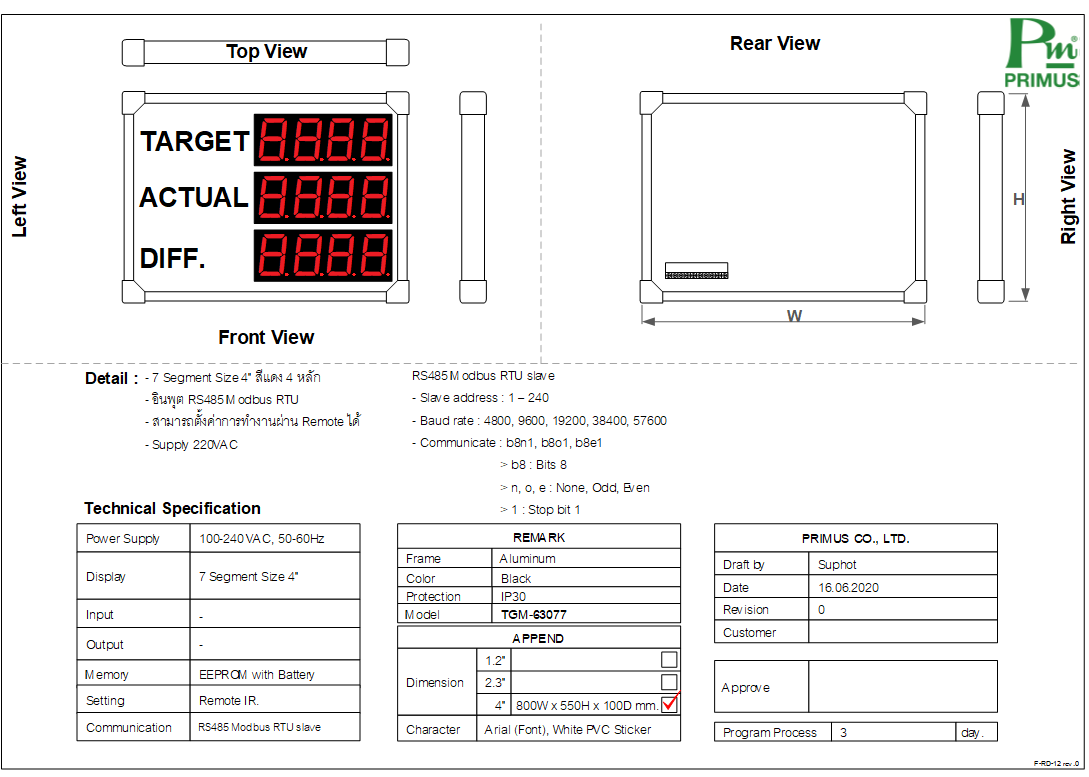 Top View
Rear View
Pm®
PRIMUS
Left View
TARGET 8.8.8.8
ACTUAL 8.8.8.8
DIFF. 8.8.8.8
H
Right View
W
Front View
Detail : - 7 Segment Size 4" สีแดง 4 หลัก
- อินพุต RS485 Modbus RTU
- สามารถตั้งค่าการทำงานผ่าน Remote ได้
- Supply 220VAC
RS485 Modbus RTU slave
- Slave address : 1 – 240
- Baud rate : 4800, 9600, 19200, 38400, 57600
- Communicate : b8n1, b8o1, b8e1
> b8 : Bits 8
> n, o, e : None, Odd, Even
> 1 : Stop bit 1
Technical Specification
Power Supply 100-240 VAC, 50-60Hz
Display 7 Segment Size 4"
Input -
Output -
Memory EEPROM with Battery
Setting Remote IR.
Communication RS485 Modbus RTU slave
REMARK
Frame Aluminum
Color Black
Protection IP30
Model TGM-63077
APPEND
Dimension
1.2"
2.3"
4" 800W x 550H x 100D mm.
Character Arial (Font), White PVC Sticker
PRIMUS CO., LTD.
Draft by Suphot
Date 16.06.2020
Revision 0
Customer
Approve
Program Process 3 day.
F-RD-12 rev.0